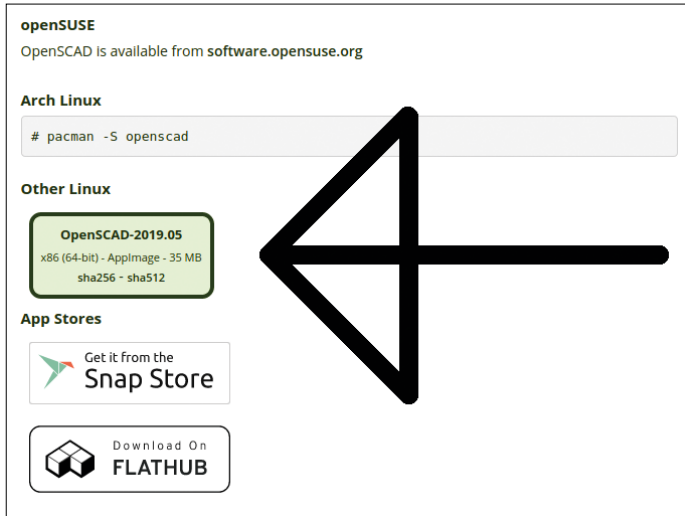 openSUSE
OpenSCAD is available from software.opensuse.org
Arch Linux
# pacman -S openscad
Other Linux
OpenSCAD-2019.05
x86 (64-bit) - AppImage - 35 MB
sha256 - sha512
App Stores
Get it from the
Snap Store
Download On
FLATHUB